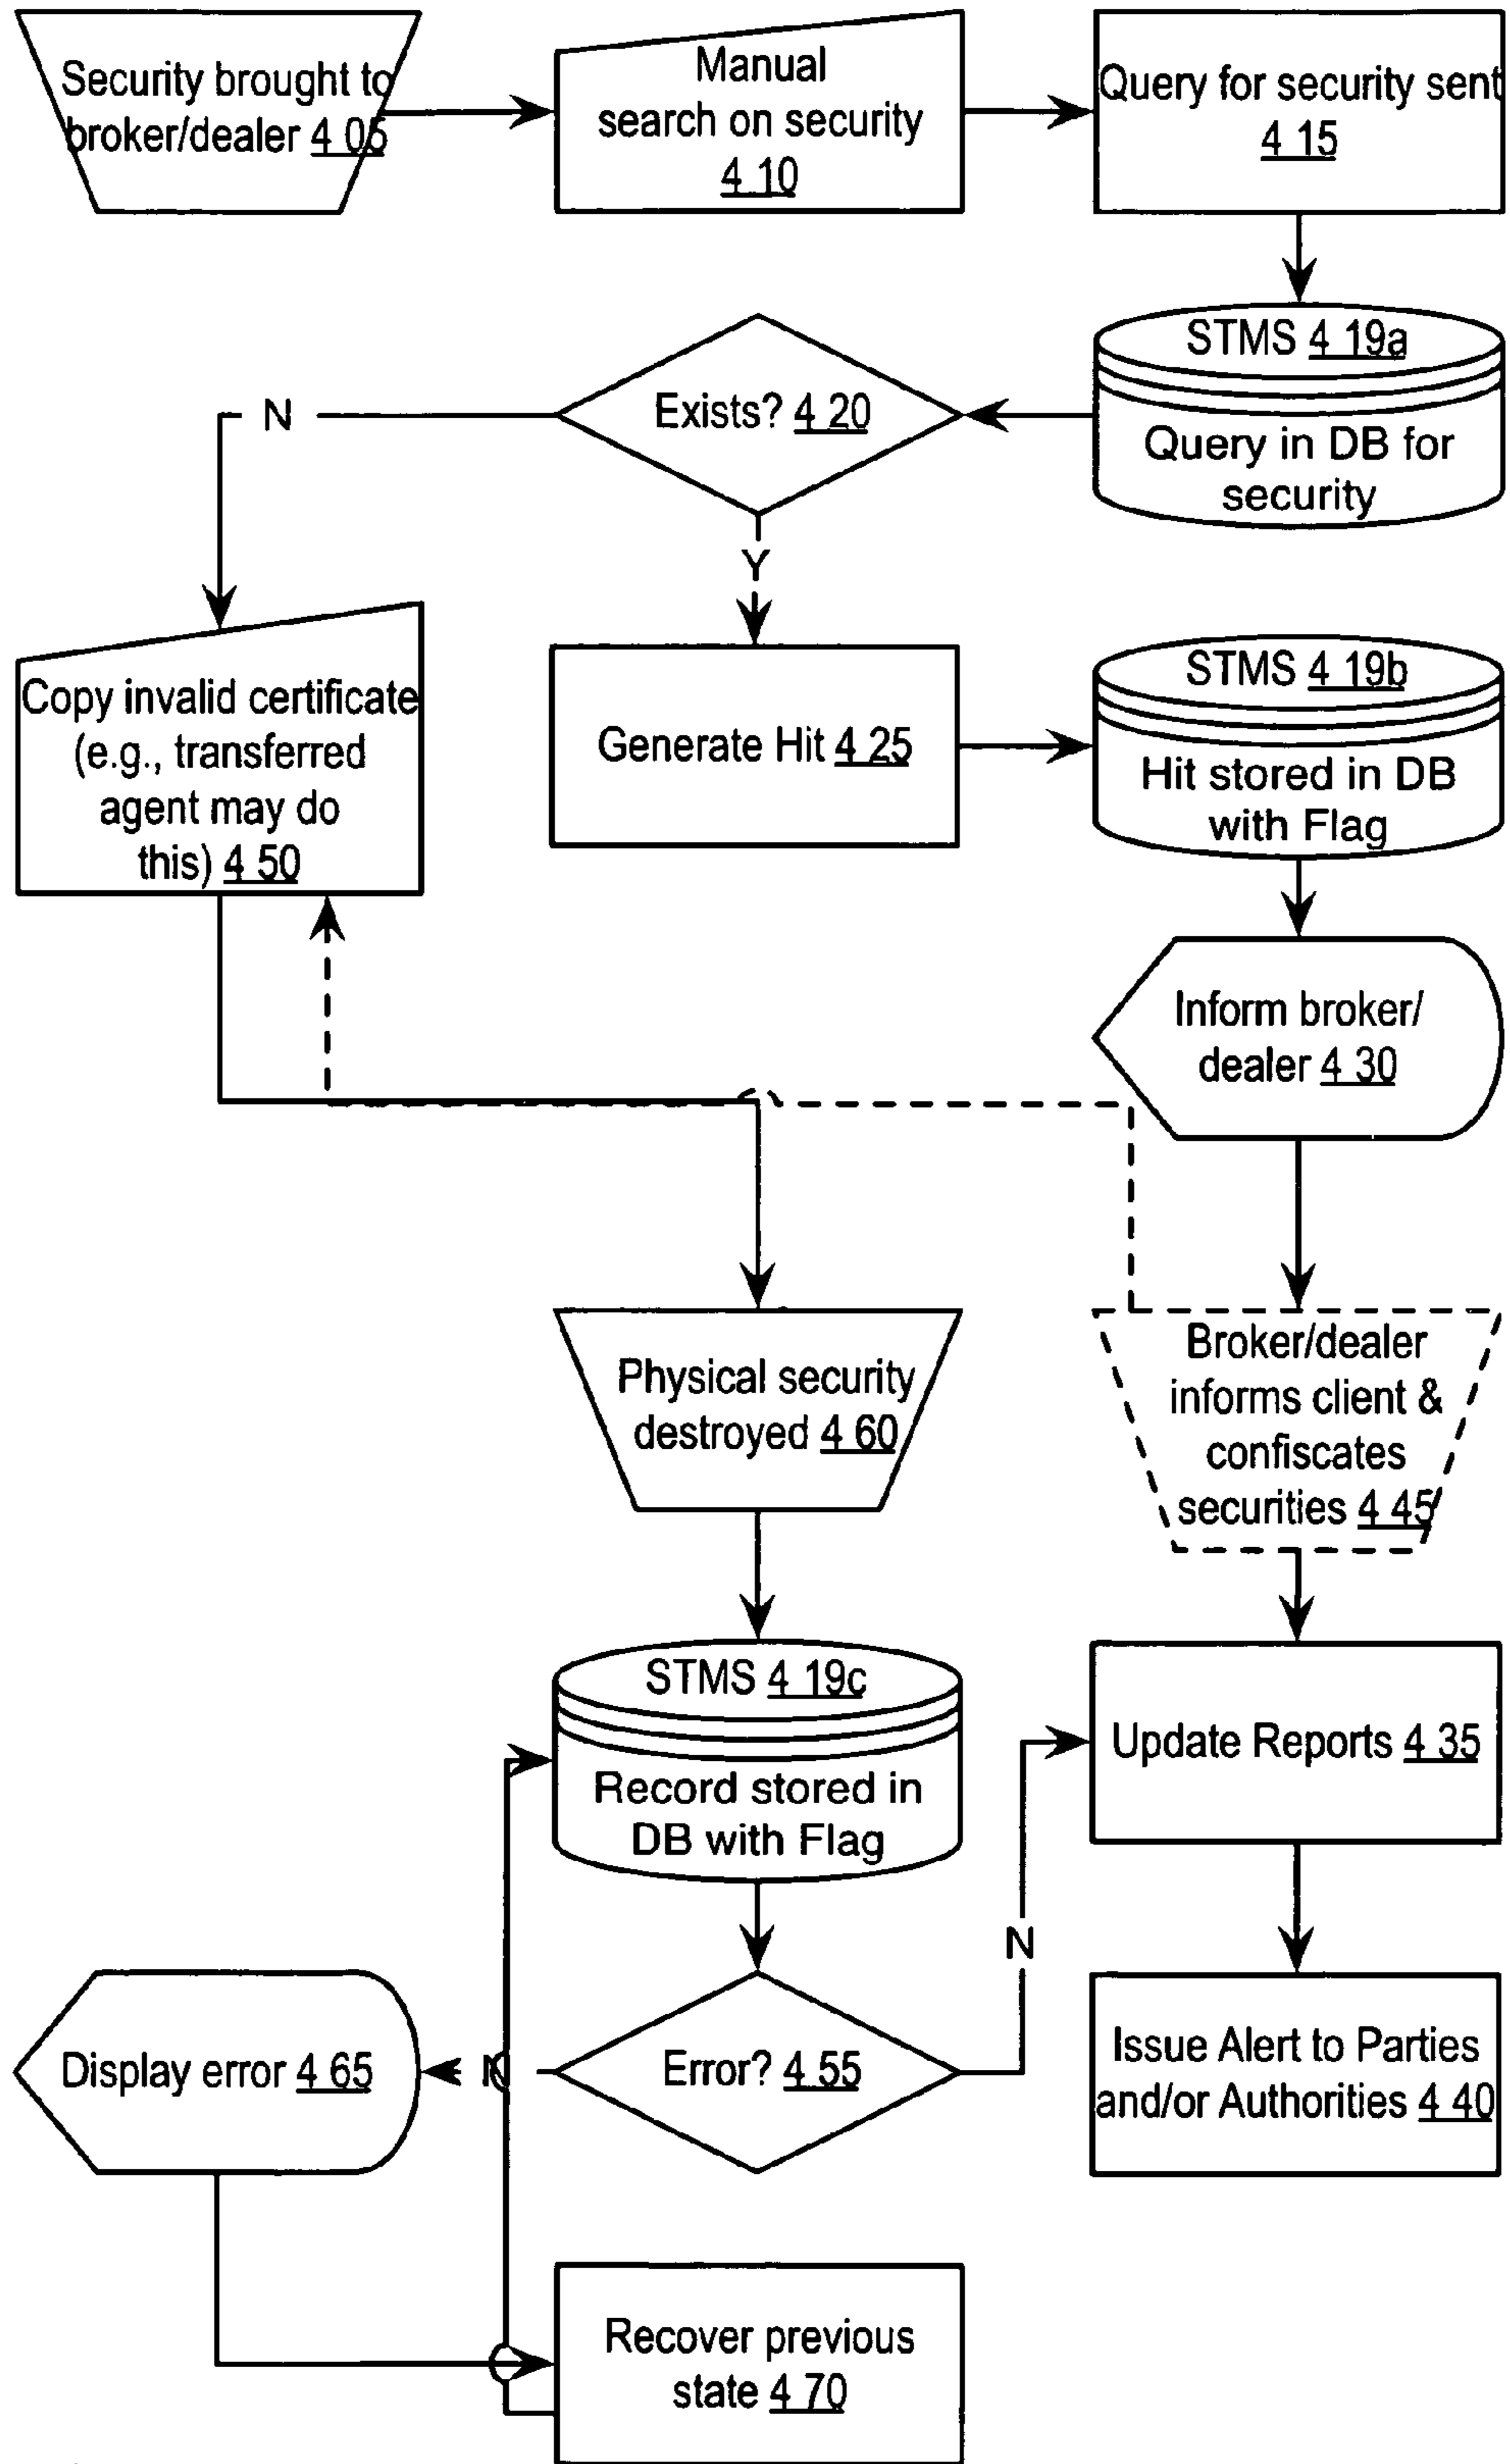 Security brought to
broker/dealer 4 05
Manual
search on security
4 10
Query for security sent
4 15
STMS 4 19a
Query in DB for
security
Exists? 4 20
N
Y
Copy invalid certificate
(e.g., transferred
agent may do
this) 4 50
Generate Hit 4 25
STMS 4 19b
Hit stored in DB
with Flag
Inform broker/
dealer 4 30
Physical security
destroyed 4 60
Broker/dealer
informs client &
confiscates
securities 4 45
STMS 4 19c
Record stored in
DB with Flag
Update Reports 4 35
N
Display error 4 65
N
Error? 4 55
Issue Alert to Parties
and/or Authorities 4 40
Recover previous
state 4 70